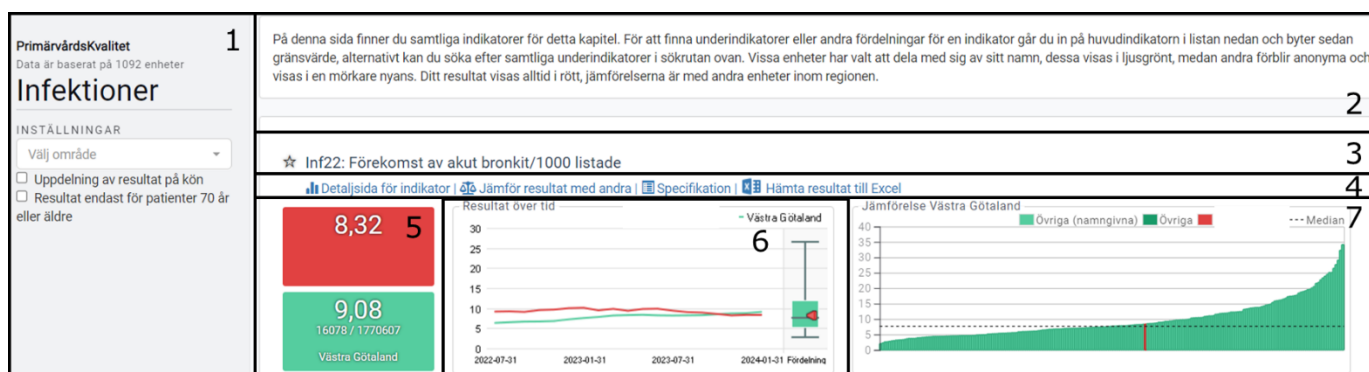 PrimärvårdsKvalitet
1
Data är baserat på 1092 enheter
Infektioner
INSTÄLLNINGAR
Välj område
Uppdelning av resultat på kön
Resultat endast för patienter 70 år
eller äldre
På denna sida finner du samtliga indikatorer för detta kapitel. För att finna underindikatorer eller andra fördelningar för en indikator går du in på huvudindikatorn i listan nedan och byter sedan
gränsvärde, alternativt kan du söka efter samtliga underindikatorer i sökrutan ovan. Vissa enheter har valt att dela med sig av sitt namn, dessa visas i ljusgrönt, medan andra förblir anonyma och
visas i en mörkare nyans. Ditt resultat visas alltid i rött, jämförelserna är med andra enheter inom regionen.
2
3
Inf22: Förekomst av akut bronkit/1000 listade
4
Detaljsida för indikator | Jämför resultat med andra | Specifikation | Hämta resultat till Excel
8,32
5
9,08
16078 / 1770607
Västra Götaland
Resultat över tid
Västra Götaland
6
30
25
20
15
10
5
0
2022-07-31 2023-01-31 2023-07-31 2024-01-31 Fördelning
Jämförelse Västra Götaland
7
Övriga (namngivna) Övriga Median
40
35
30
25
20
15
10
5
0